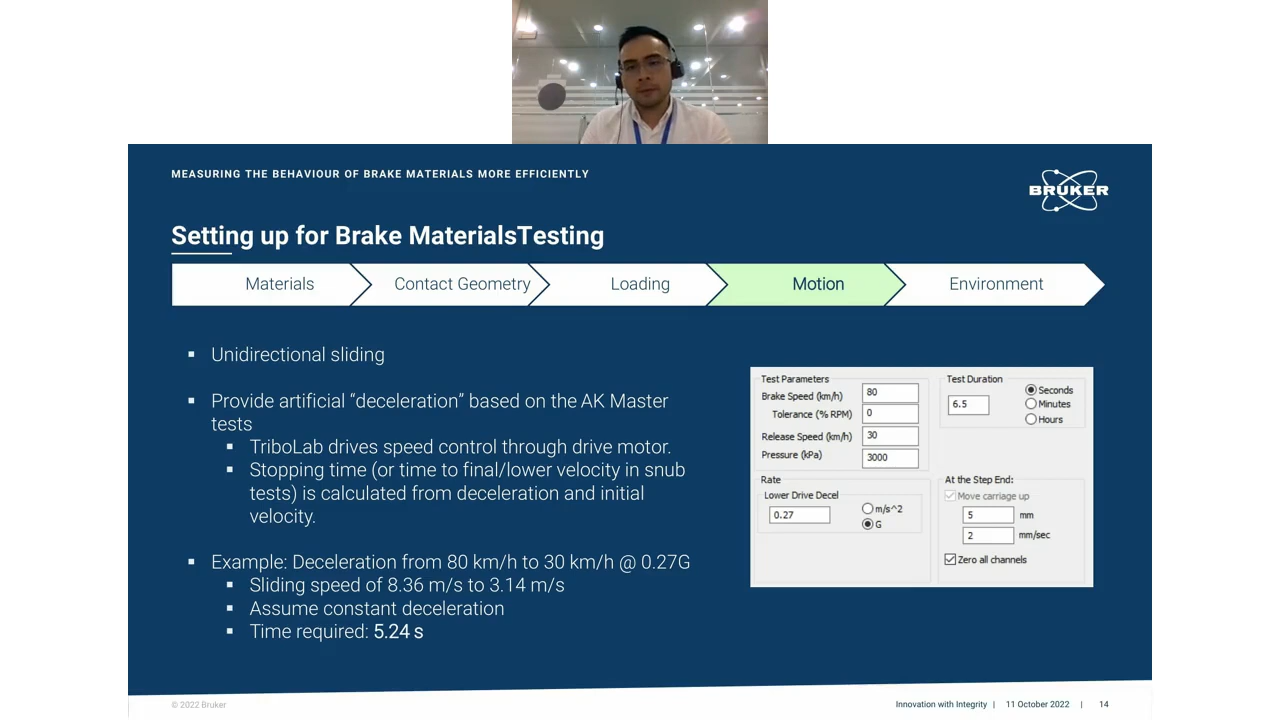 MEASURING THE BEHAVIOUR OF BRAKE MATERIALS MORE EFFICIENTLY
BRUKER
Setting up for Brake MaterialsTesting
Materials
Contact Geometry
Loading
Motion
Environment
Unidirectional sliding
Provide artificial “deceleration” based on the AK Master
tests
TriboLab drives speed control through drive motor.
Stopping time (or time to final/lower velocity in snub
tests) is calculated from deceleration and initial
velocity.
Example: Deceleration from 80 km/h to 30 km/h @ 0.27G
Sliding speed of 8.36 m/s to 3.14 m/s
Assume constant deceleration
Time required: 5.24 s
Test Parameters
Brake Speed (km/h) 80
Tolerance (% RPM) 0
Release Speed (km/h) 30
Pressure (kPa) 3000
Test Duration
6.5
Seconds
Minutes
Hours
Rate
Lower Drive Decel
0.27
m/s^2
G
At the Step End:
Move carriage up
5 mm
2 mm/sec
Zero all channels
© 2022 Bruker
Innovation with Integrity | 11 October 2022 | 14